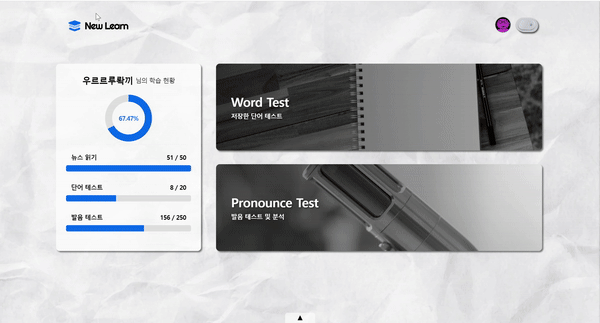 New Learn
우르르루롹끼 님의 학습 현황
67.47%
뉴스 읽기 51 / 50
단어 테스트 8 / 20
발음 테스트 156 / 250
Word Test
저장한 단어 테스트
Pronounce Test
발음 테스트 및 분석